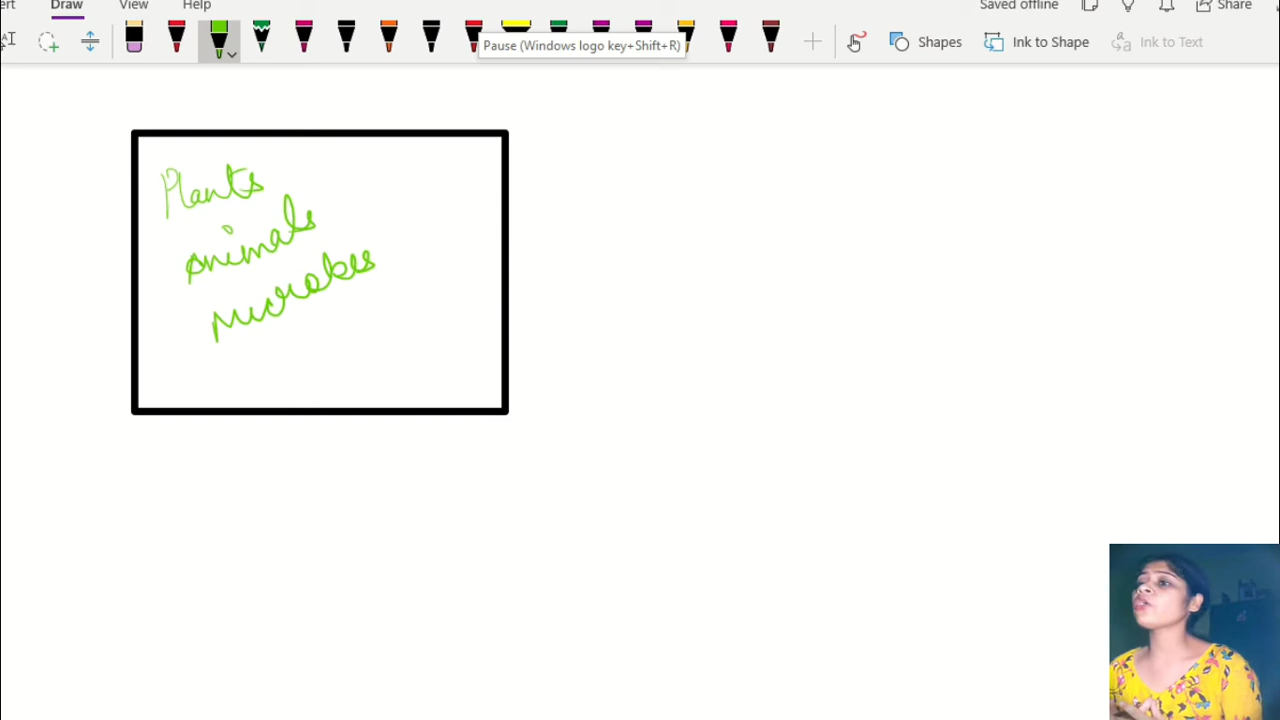 Draw View Help Saved offline Share
Pause (Windows logo key+Shift+R) Shapes Ink to Shape Ink to Text
Plants
Animals
Microbes